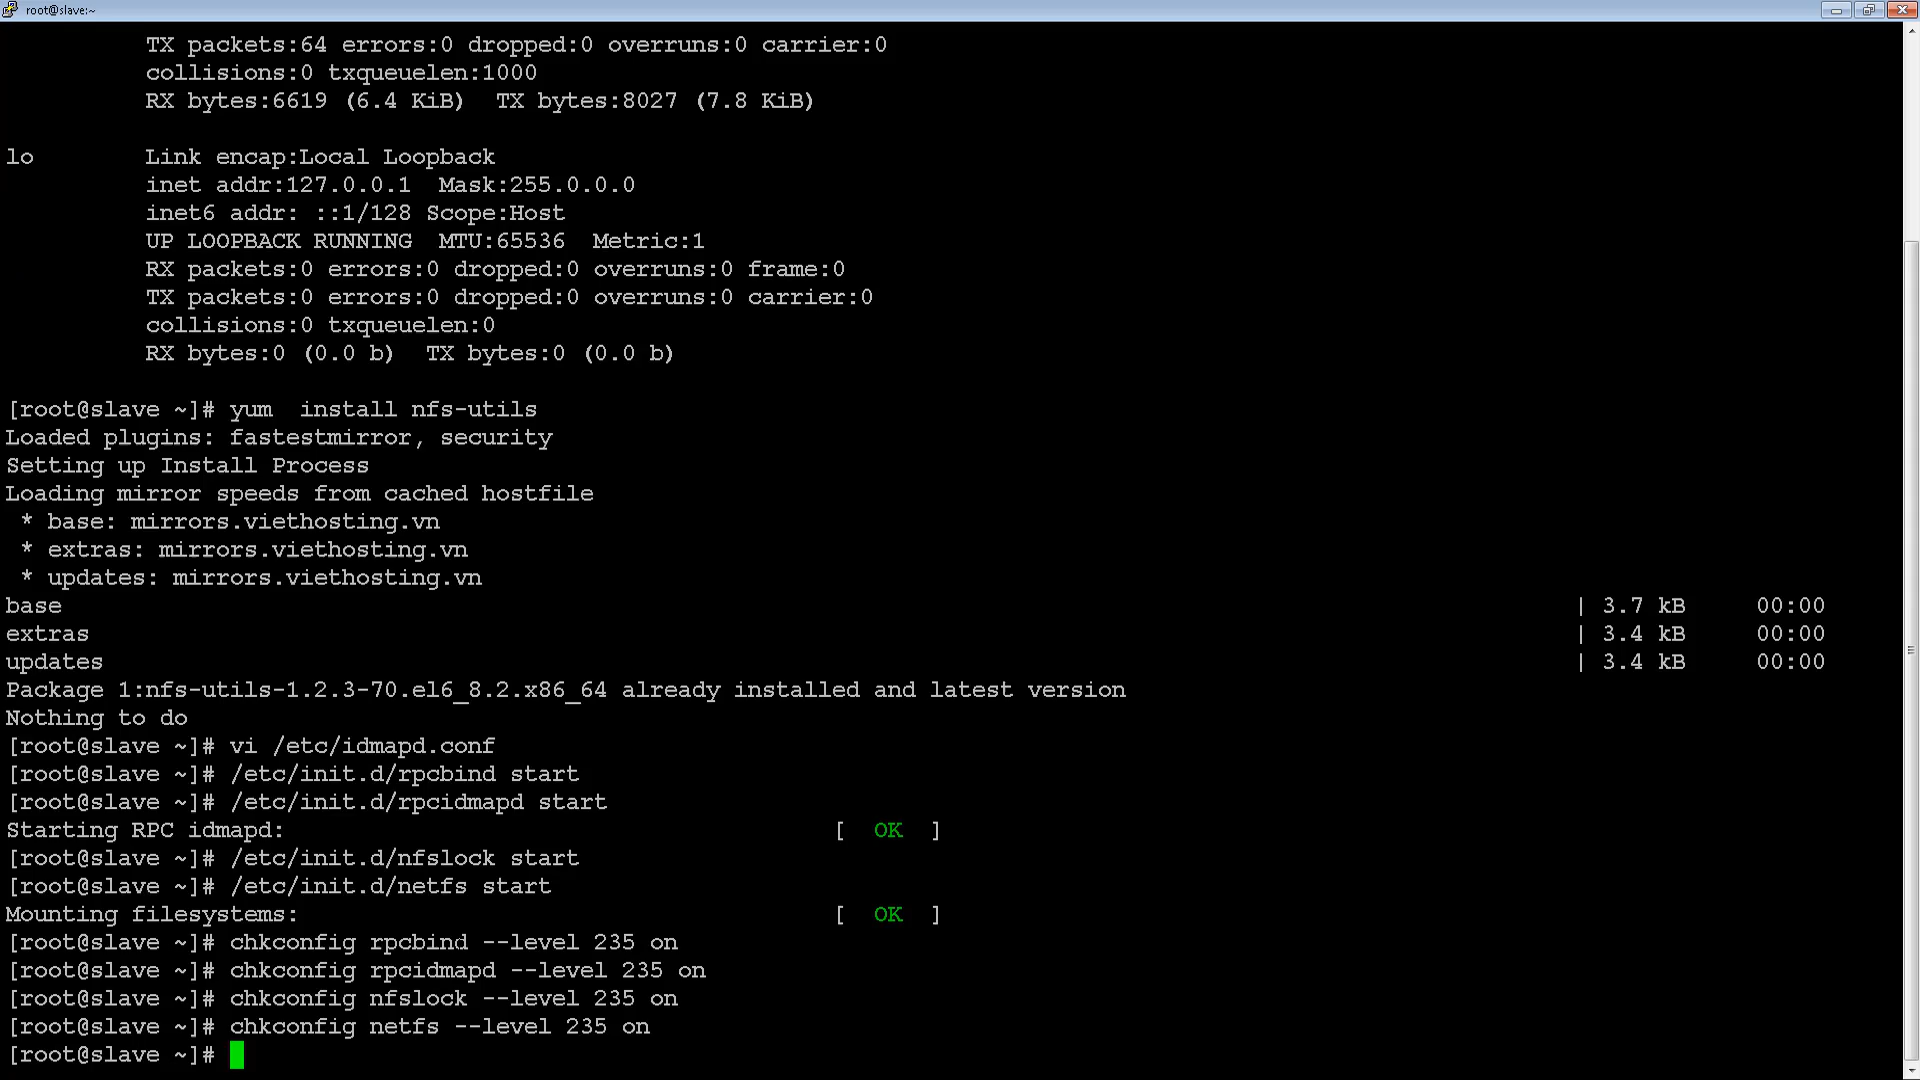 root@slave:~
TX packets:64 errors:0 dropped:0 overruns:0 carrier:0
collisions:0 txqueuelen:1000
RX bytes:6619 (6.4 KiB)  TX bytes:8027 (7.8 KiB)
lo        Link encap:Local Loopback
inet addr:127.0.0.1  Mask:255.0.0.0
inet6 addr: ::1/128 Scope:Host
UP LOOPBACK RUNNING  MTU:65536  Metric:1
RX packets:0 errors:0 dropped:0 overruns:0 frame:0
TX packets:0 errors:0 dropped:0 overruns:0 carrier:0
collisions:0 txqueuelen:0
RX bytes:0 (0.0 b)  TX bytes:0 (0.0 b)
[root@slave ~]# yum  install nfs-utils
Loaded plugins: fastestmirror, security
Setting up Install Process
Loading mirror speeds from cached hostfile
 * base: mirrors.viethosting.vn
 * extras: mirrors.viethosting.vn
 * updates: mirrors.viethosting.vn
base | 3.7 kB     00:00
extras | 3.4 kB     00:00
updates | 3.4 kB     00:00
Package 1:nfs-utils-1.2.3-70.el6_8.2.x86_64 already installed and latest version
Nothing to do
[root@slave ~]# vi /etc/idmapd.conf
[root@slave ~]# /etc/init.d/rpcbind start
[root@slave ~]# /etc/init.d/rpcidmapd start
Starting RPC idmapd: [  OK  ]
[root@slave ~]# /etc/init.d/nfslock start
[root@slave ~]# /etc/init.d/netfs start
Mounting filesystems: [  OK  ]
[root@slave ~]# chkconfig rpcbind --level 235 on
[root@slave ~]# chkconfig rpcidmapd --level 235 on
[root@slave ~]# chkconfig nfslock --level 235 on
[root@slave ~]# chkconfig netfs --level 235 on
[root@slave ~]#